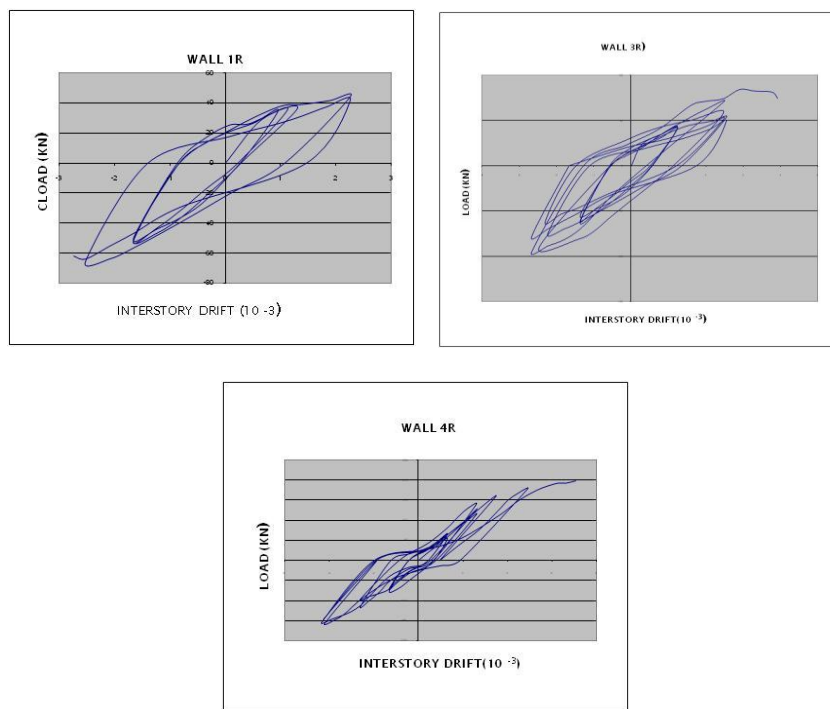 WALL 1R
60
40
20
0
-3 -2 -1 0 1 2 3
-20
-40
-60
-80
CLOAD (KN)
INTERSTORY DRIFT (10 -3)
WALL 3R)
LOAD(KN)
INTERSTORY DRIFT(10 -3)
WALL 4R
LOAD(KN)
INTERSTORY DRIFT(10 -3)